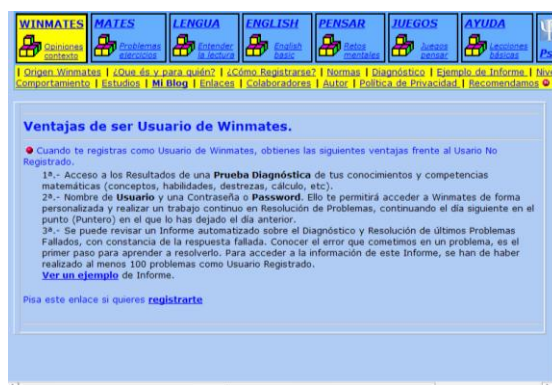 WINMATES MATES LENGUA ENGLISH PENSAR JUEGOS AYUDA
Opiniones contexto Problemas ejercicios Entender la lectura English basic Retos mentales Juegos pensar Lecciones básicas Ps
| Origen Winmates | ¿Que és y para quién? | ¿Cómo Registrarse? | Normas | Diagnóstico | Ejemplo de Informe | Nive
Comportamiento | Estudios | Mi Blog | Enlaces | Colaboradores | Autor | Política de Privacidad | Recomendamos
Ventajas de ser Usuario de Winmates.
Cuando te registras como Usuario de Winmates, obtienes las siguientes ventajas frente al Usario No
Registrado.
1ª.- Acceso a los Resultados de una Prueba Diagnóstica de tus conocimientos y competencias
matemáticas (conceptos, habilidades, destrezas, cálculo, etc).
2ª.- Nombre de Usuario y una Contraseña o Password. Ello te permitirá acceder a Winmates de forma
personalizada y realizar un trabajo continuo en Resolución de Problemas, continuando el día siguiente en el
punto (Puntero) en el que lo has dejado el día anterior.
3ª.- Se puede revisar un Informe automatizado sobre el Diagnóstico y Resolución de últimos Problemas
Fallados, con constancia de la respuesta fallada. Conocer el error que cometimos en un problema, es el
primer paso para aprender a resolverlo. Para acceder a la información de este Informe, se han de haber
realizado al menos 100 problemas como Usuario Registrado.
Ver un ejemplo de Informe.
Pisa este enlace si quieres registrarte